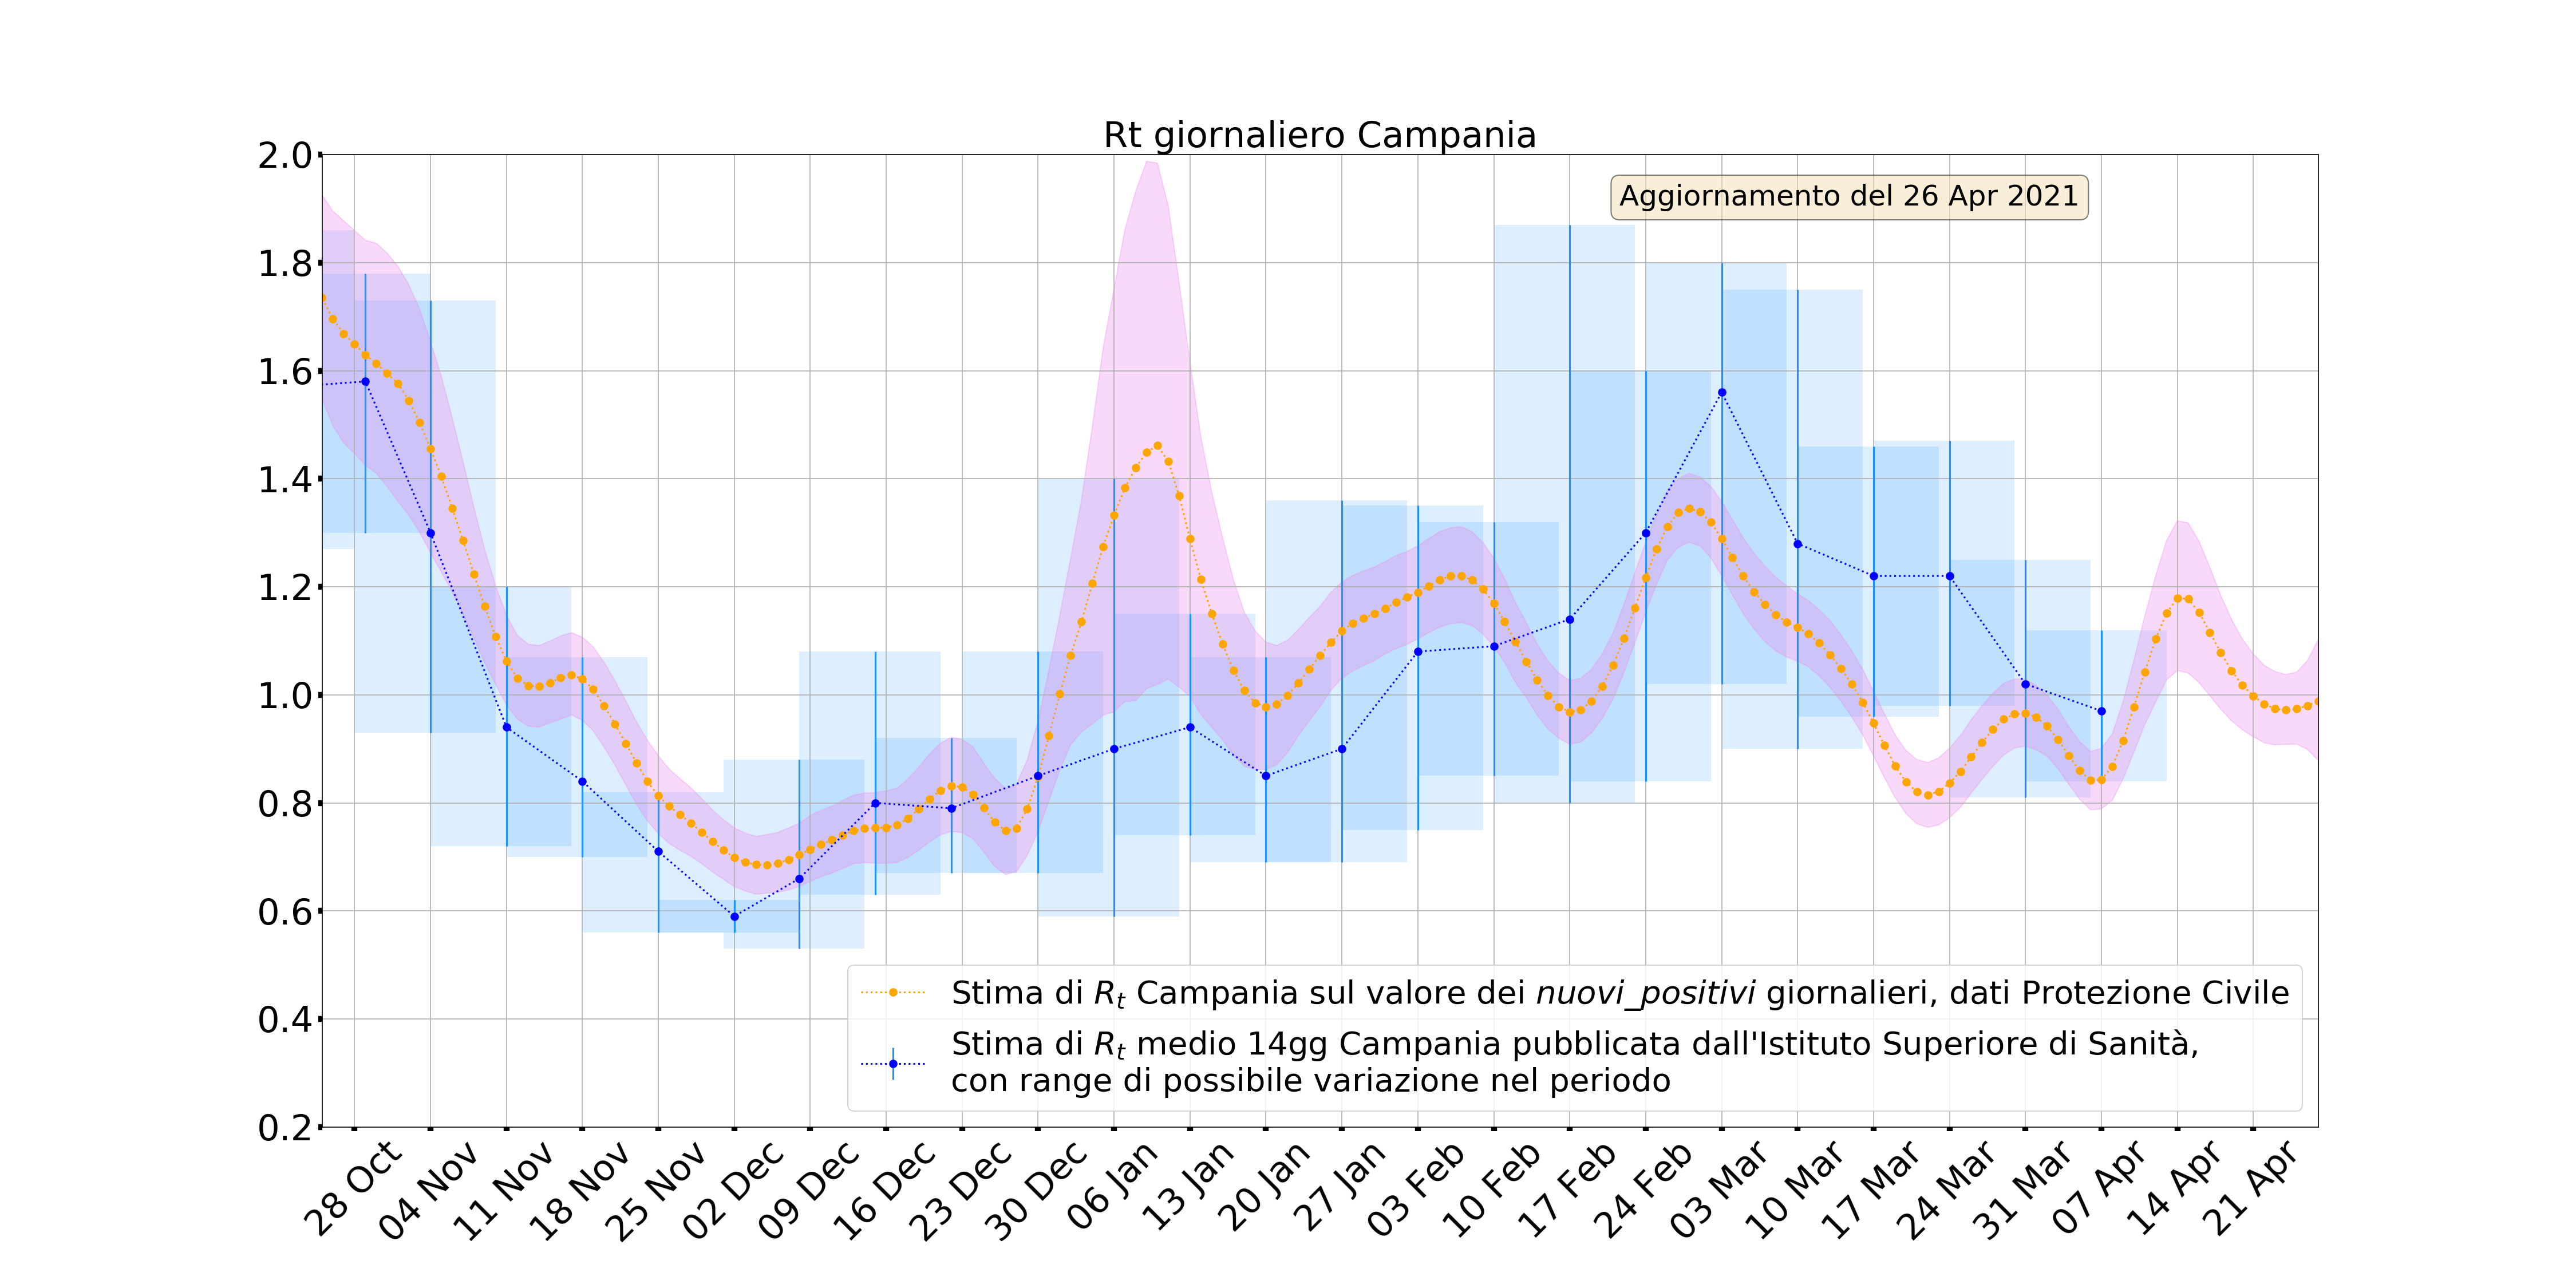 Rt giornaliero Campania
Aggiornamento del 26 Apr 2021
2.0
1.8
1.6
1.4
1.2
1.0
0.8
0.6
0.4
0.2
Stima di Rt Campania sul valore dei nuovi_positivi giornalieri, dati Protezione Civile
Stima di Rt medio 14gg Campania pubblicata dall'Istituto Superiore di Sanità,
con range di possibile variazione nel periodo
28 Oct
04 Nov
11 Nov
18 Nov
25 Nov
02 Dec
09 Dec
16 Dec
23 Dec
30 Dec
06 Jan
13 Jan
20 Jan
27 Jan
03 Feb
10 Feb
17 Feb
24 Feb
03 Mar
10 Mar
17 Mar
24 Mar
31 Mar
07 Apr
14 Apr
21 Apr